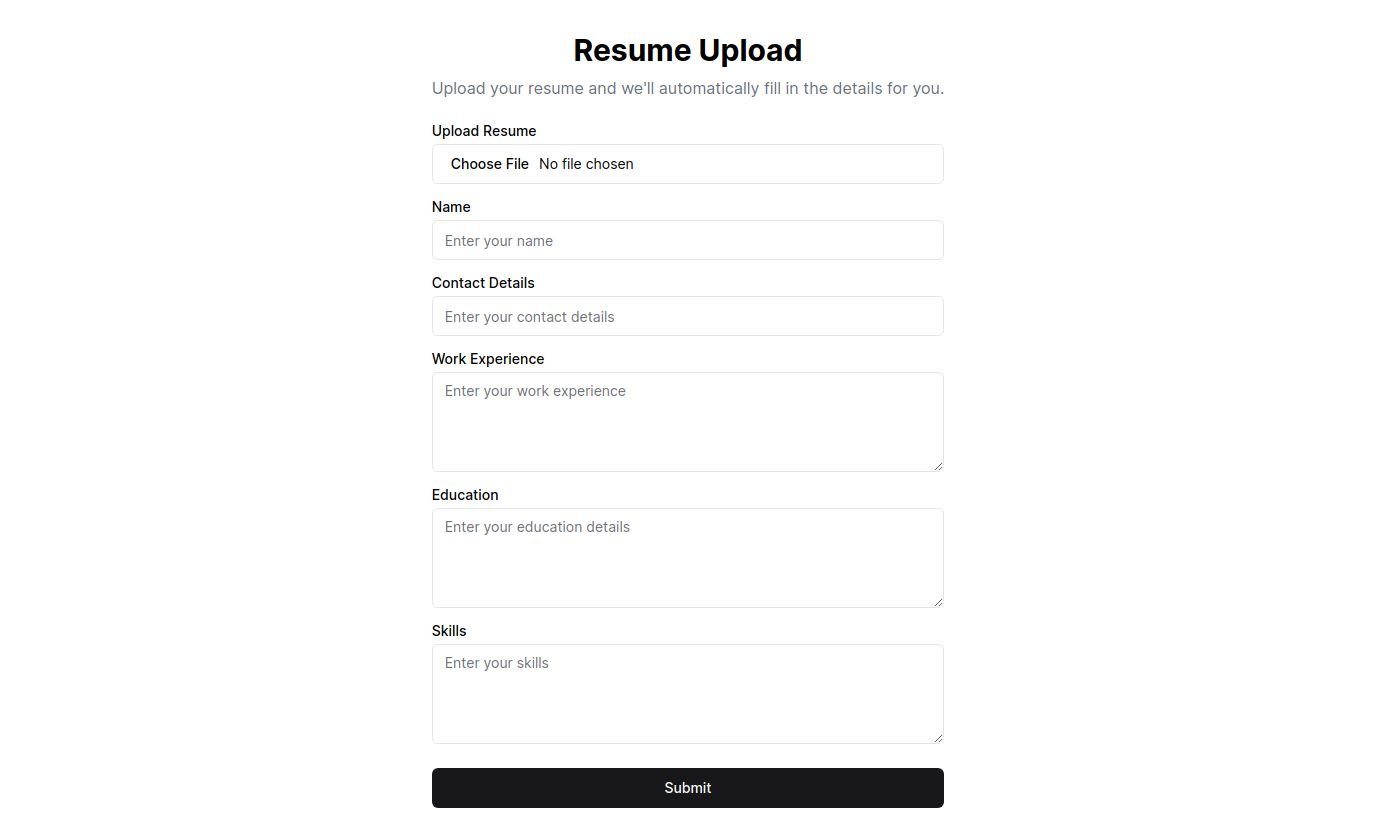 Resume Upload
Upload your resume and we'll automatically fill in the details for you.
Upload Resume
Choose File No file chosen
Name
Enter your name
Contact Details
Enter your contact details
Work Experience
Enter your work experience
Education
Enter your education details
Skills
Enter your skills
Submit